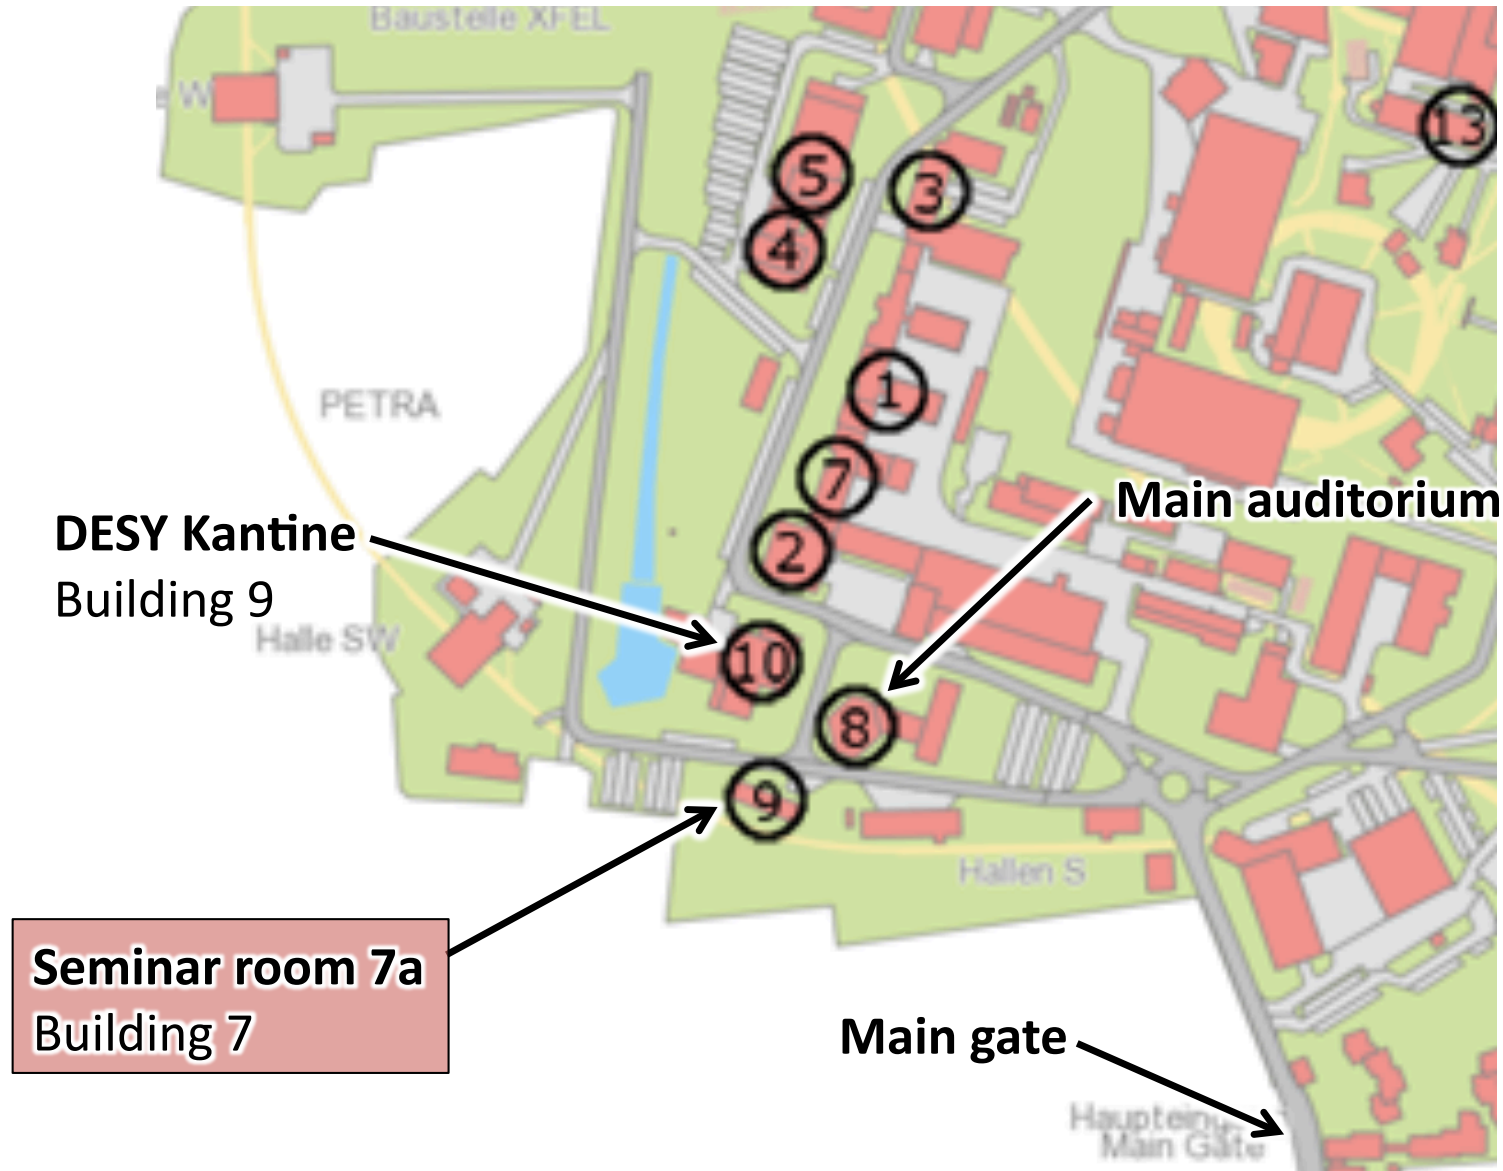 Baustelle XFEL
W
13
5
3
4
PETRA
1
7
Main auditorium
DESY Kantine
Building 9
2
Halle SW
10
8
9
Hallen S
Seminar room 7a
Building 7
Main gate
Main Gate